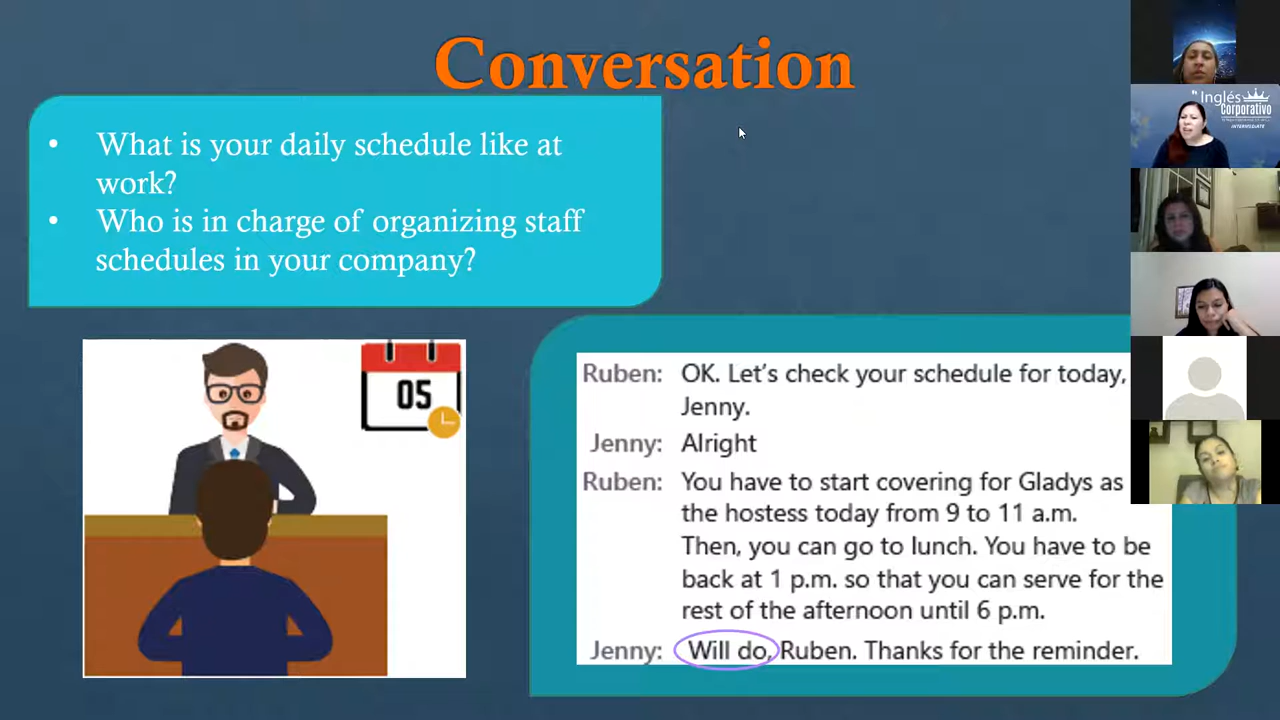 Conversation
• What is your daily schedule like at
work?
• Who is in charge of organizing staff
schedules in your company?
05
Ruben: OK. Let's check your schedule for today,
Jenny.
Jenny: Alright
Ruben: You have to start covering for Gladys as
the hostess today from 9 to 11 a.m.
Then, you can go to lunch. You have to be
back at 1 p.m. so that you can serve for the
rest of the afternoon until 6 p.m.
Jenny: Will do, Ruben. Thanks for the reminder.
Inglés
Corporativo
INTERMEDIATE